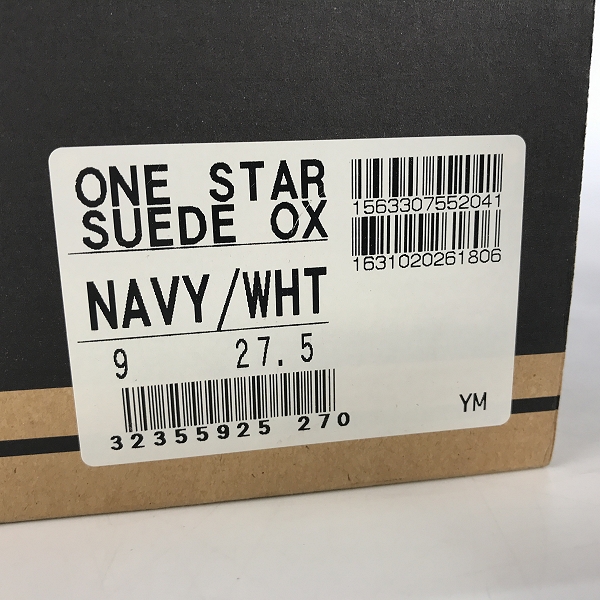 ONE STAR
SUEDE OX
1563307552041
1631020261806
NAVY/WHT
9 27.5
32355925 270
YM